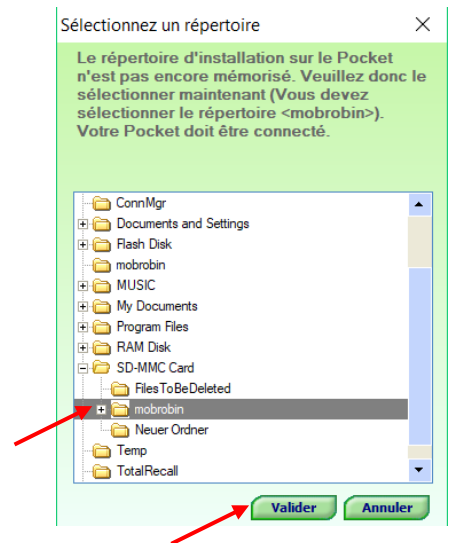 Sélectionnez un répertoire
Le répertoire d'installation sur le Pocket
n'est pas encore mémorisé. Veuillez donc le
sélectionner maintenant (Vous devez
sélectionner le répertoire <mobrobin>).
Votre Pocket doit être connecté.
ConnMgr
Documents and Settings
Flash Disk
mobrobin
MUSIC
My Documents
Program Files
RAM Disk
SD-MMC Card
FilesToBeDeleted
mobrobin
Neuer Ordner
Temp
TotalRecall
Valider Annuler